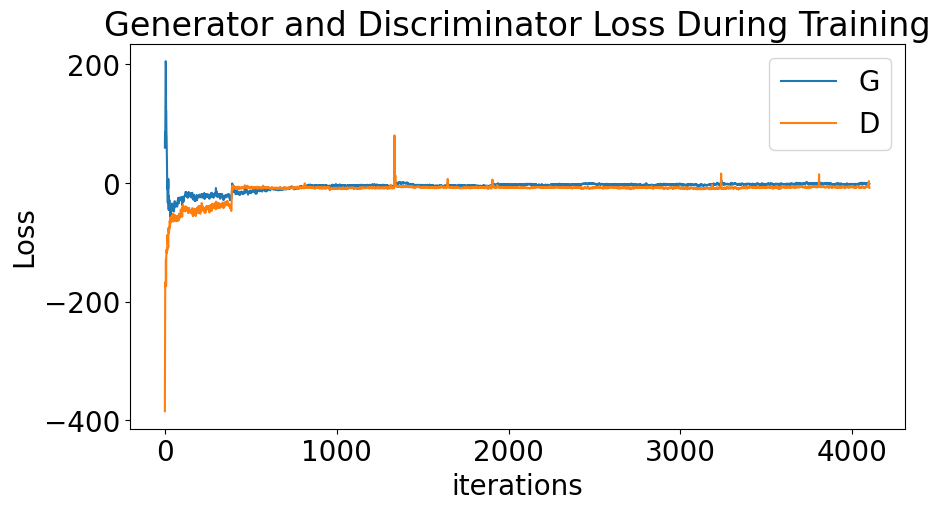 Generator and Discriminator Loss During Training
G
D
200
0
−200
−400
Loss
0 1000 2000 3000 4000
iterations